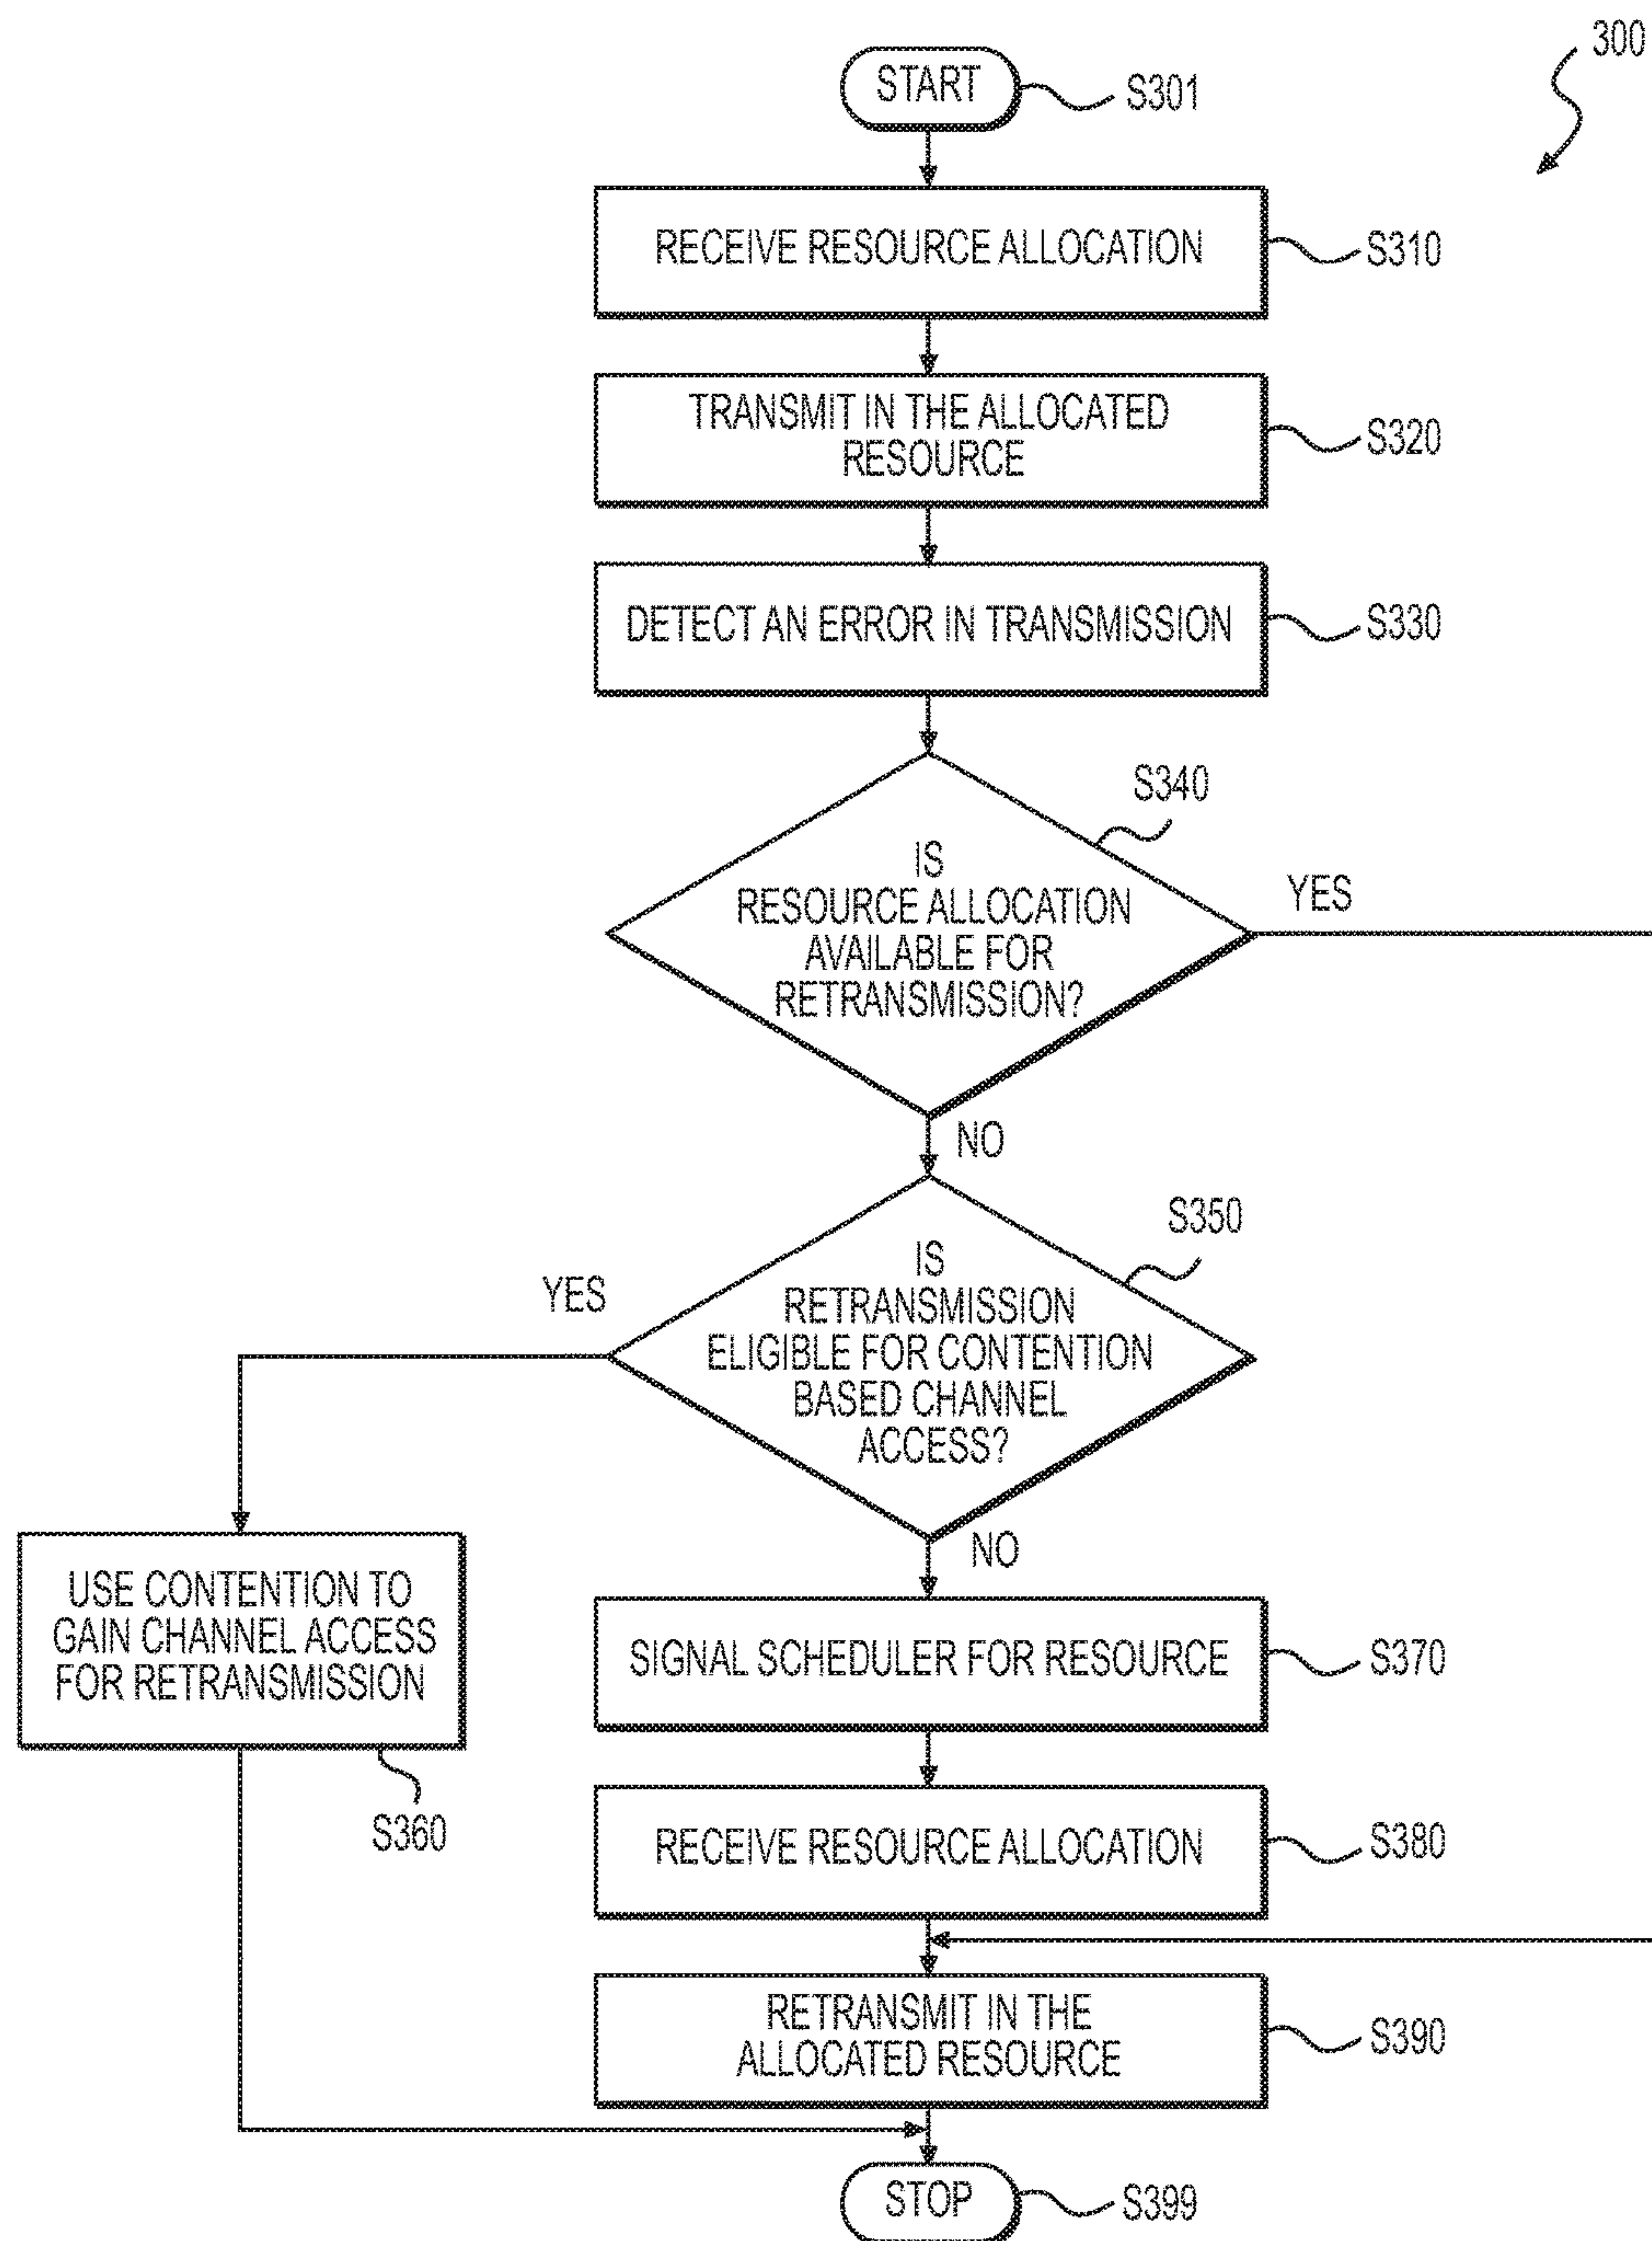 300
START
S301
RECEIVE RESOURCE ALLOCATION
S310
TRANSMIT IN THE ALLOCATED
RESOURCE
S320
DETECT AN ERROR IN TRANSMISSION
S330
S340
IS
RESOURCE ALLOCATION
AVAILABLE FOR
RETRANSMISSION?
YES
NO
S350
IS
RETRANSMISSION
ELIGIBLE FOR CONTENTION
BASED CHANNEL
ACCESS?
YES
NO
USE CONTENTION TO
GAIN CHANNEL ACCESS
FOR RETRANSMISSION
S360
SIGNAL SCHEDULER FOR RESOURCE
S370
RECEIVE RESOURCE ALLOCATION
S380
RETRANSMIT IN THE
ALLOCATED RESOURCE
S390
STOP
S399